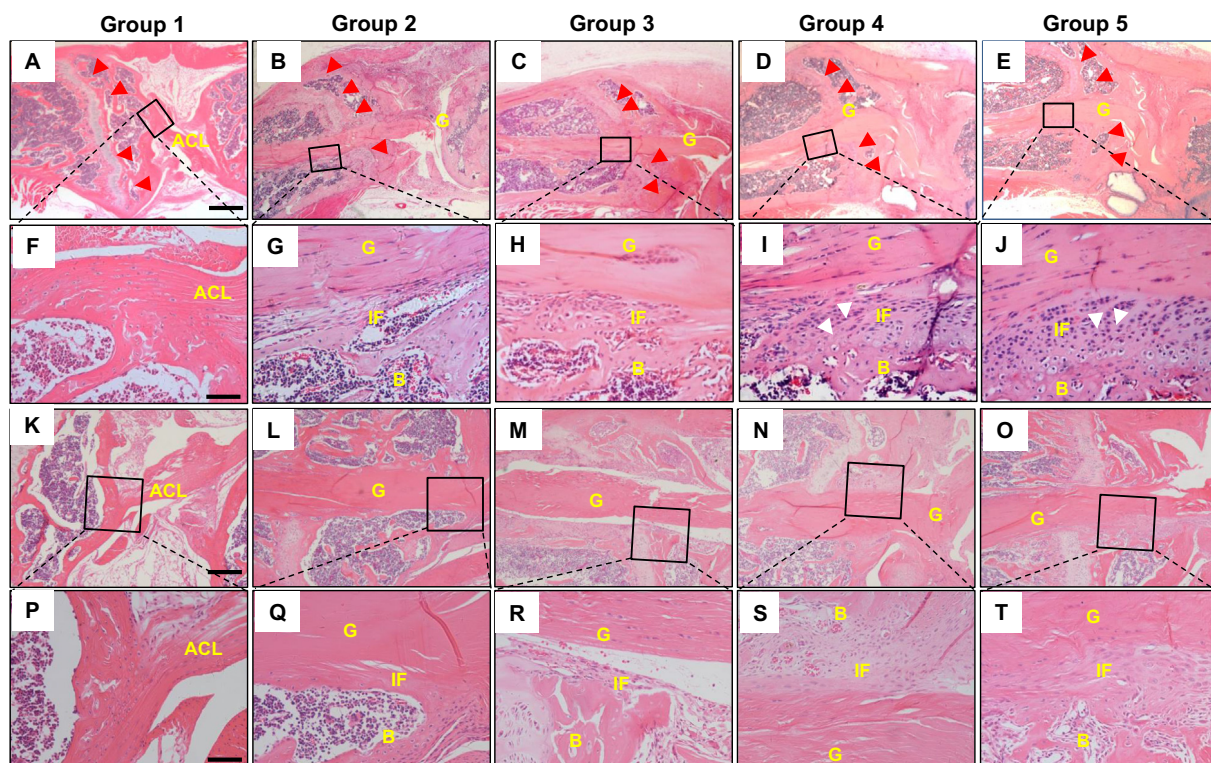 Group 1 Group 2 Group 3 Group 4 Group 5
A B C D E
ACL G G G G
F G H I J
ACL G G G G
IF IF IF IF
B B B B
K L M N O
ACL G G G G
P Q R S T
ACL G G B G
IF IF IF IF
B B G B